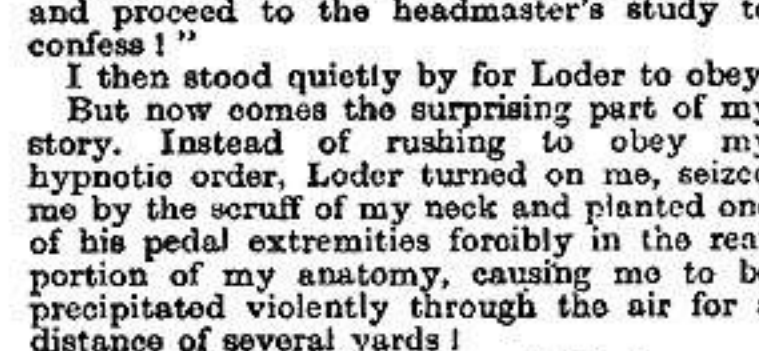 and proceed to the headmaster's study to
confess!"
I then stood quietly by for Loder to obey
But now comes the surprising part of my
story. Instead of rushing to obey my
hypnotic order, Loder turned on me, seized
me by the scruff of my neck and planted one
of his pedal extremities forcibly in the rear
portion of my anatomy, causing me to be
precipitated violently through the air for a
distance of several yards!